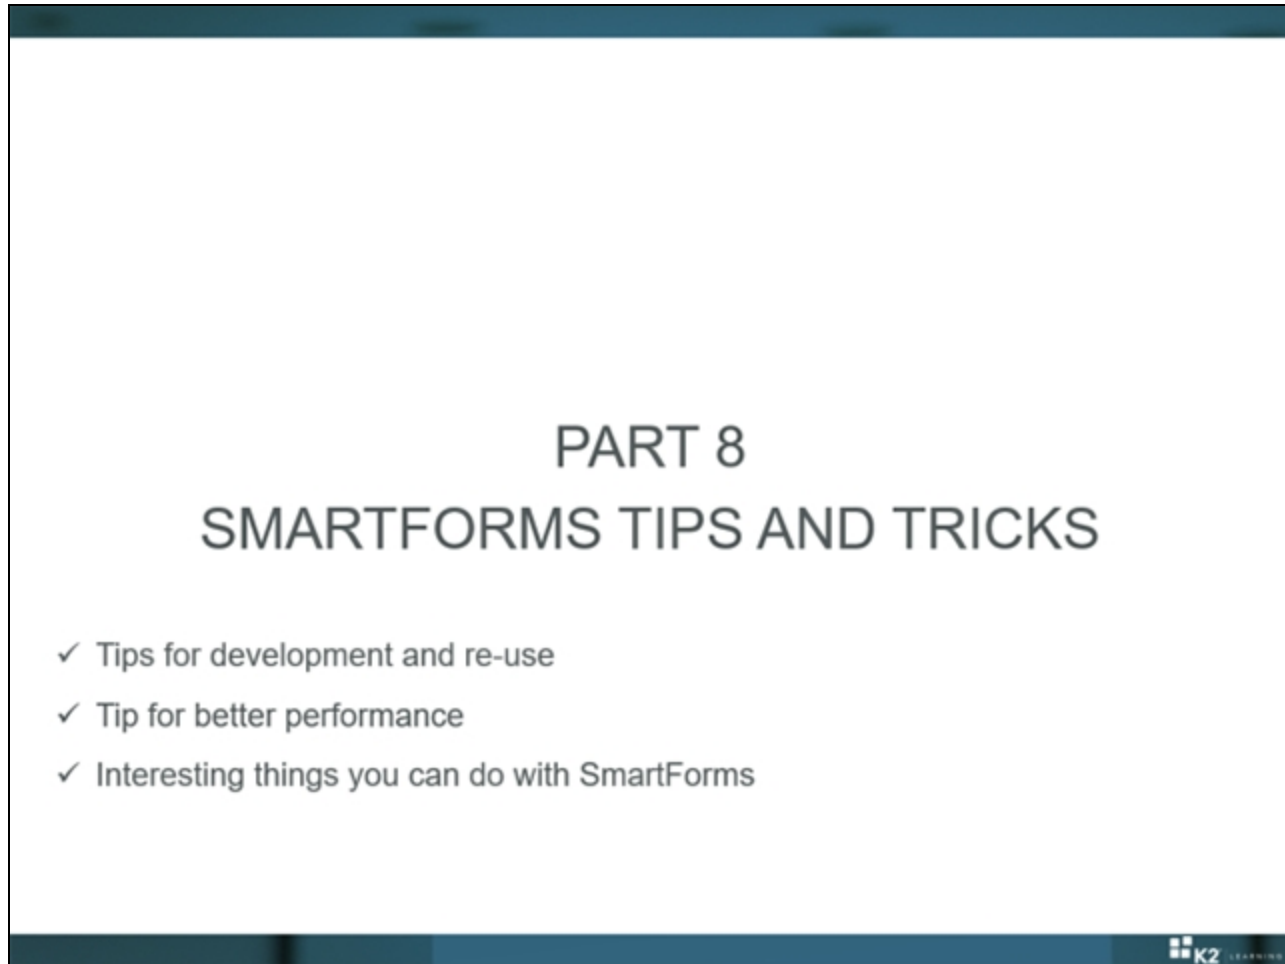 PART 8
SMARTFORMS TIPS AND TRICKS
✓ Tips for development and re-use
✓ Tip for better performance
✓ Interesting things you can do with SmartForms
K2 LEARNING